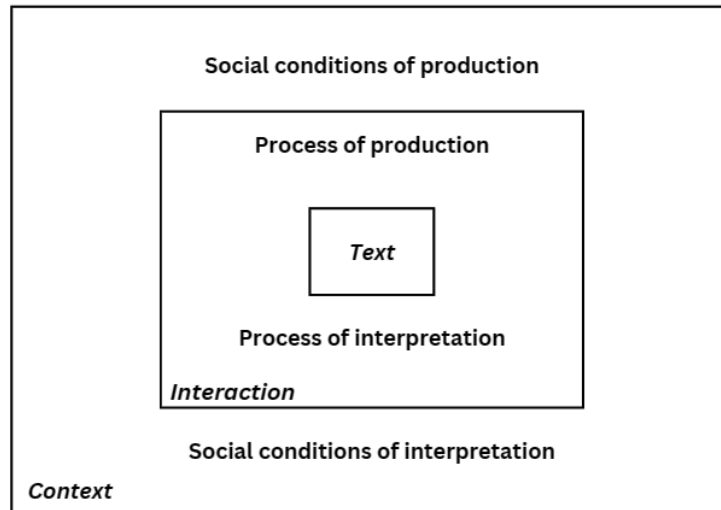 Social conditions of production
Process of production
Text
Process of interpretation
Interaction
Social conditions of interpretation
Context